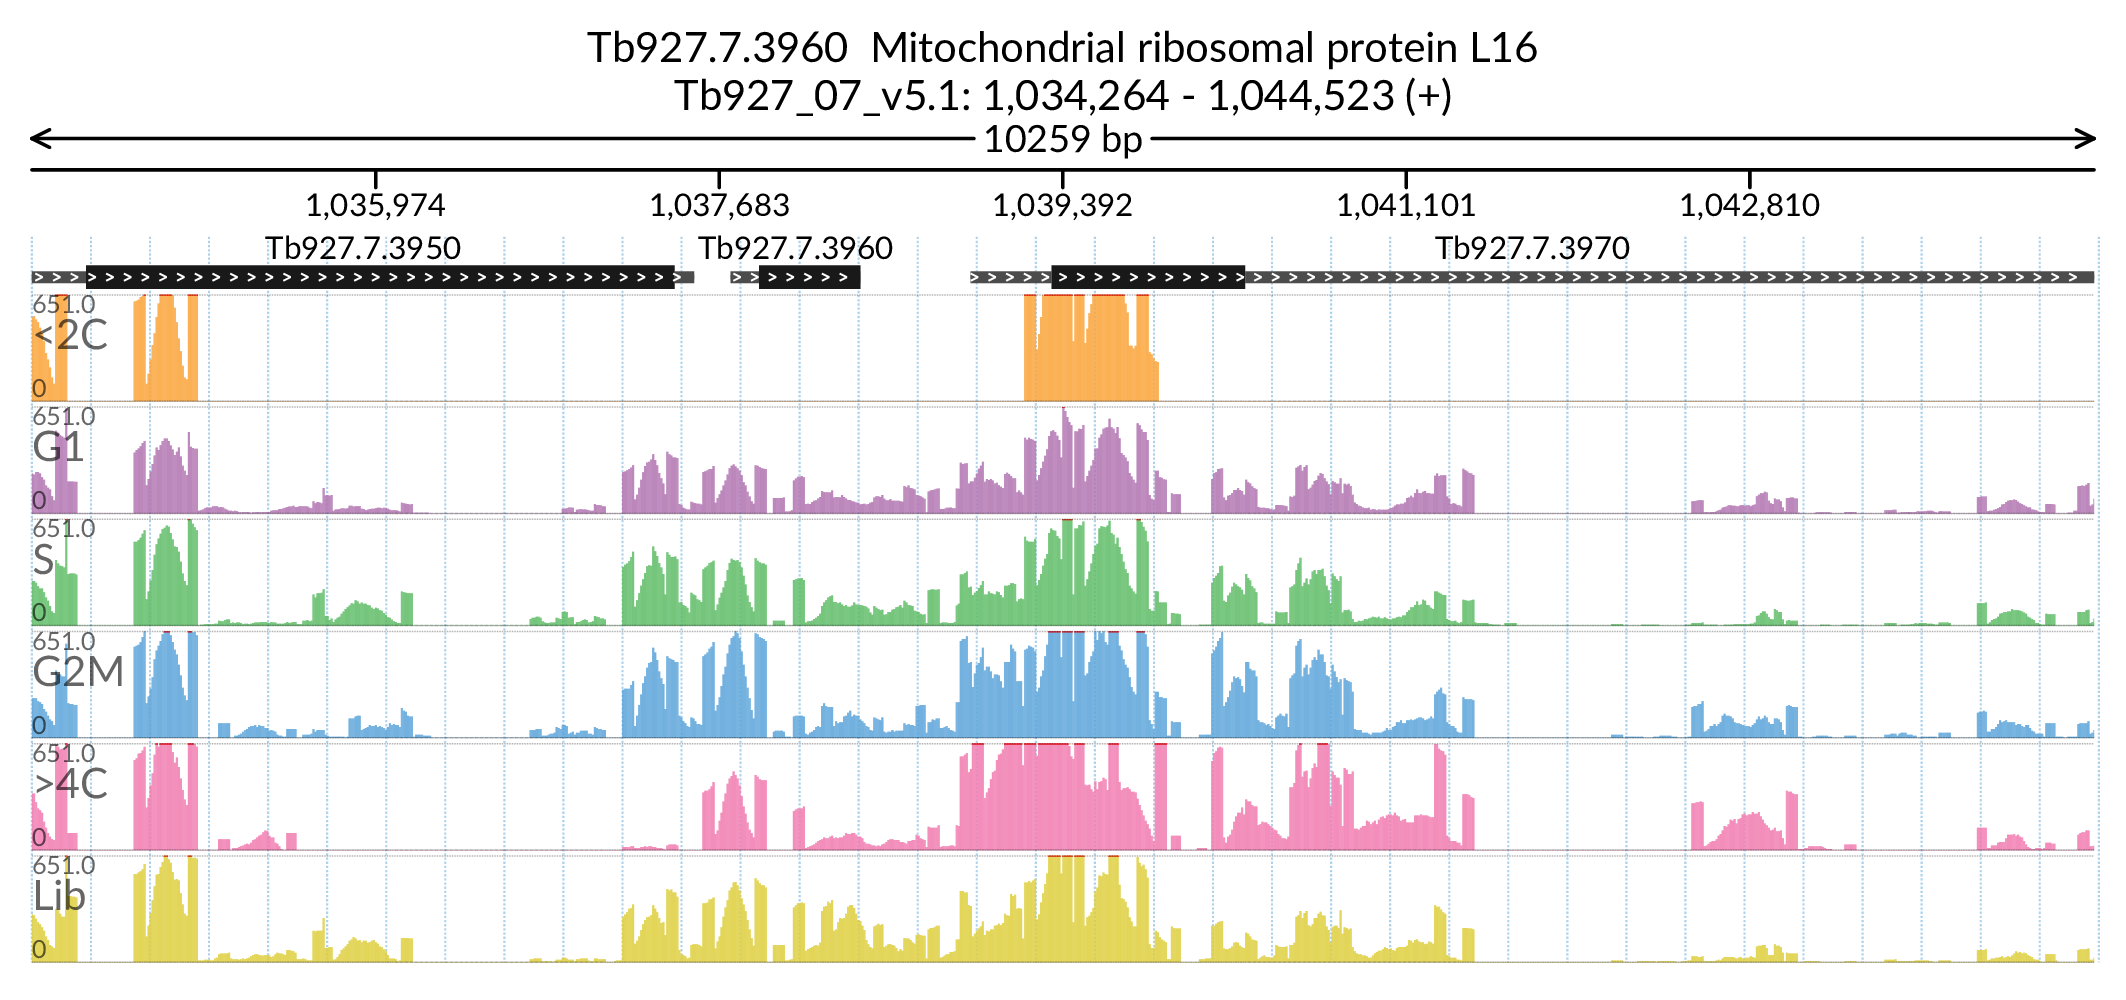 Tb927.7.3960 Mitochondrial ribosomal protein L16
Tb927_07_v5.1: 1,034,264 - 1,044,523 (+)
10259 bp
1,035,974 1,037,683 1,039,392 1,041,101 1,042,810
Tb927.7.3950 Tb927.7.3960 Tb927.7.3970
651.0
<2C
0
651.0
G1
0
651.0
S
0
651.0
G2M
0
651.0
>4C
0
651.0
Lib
0